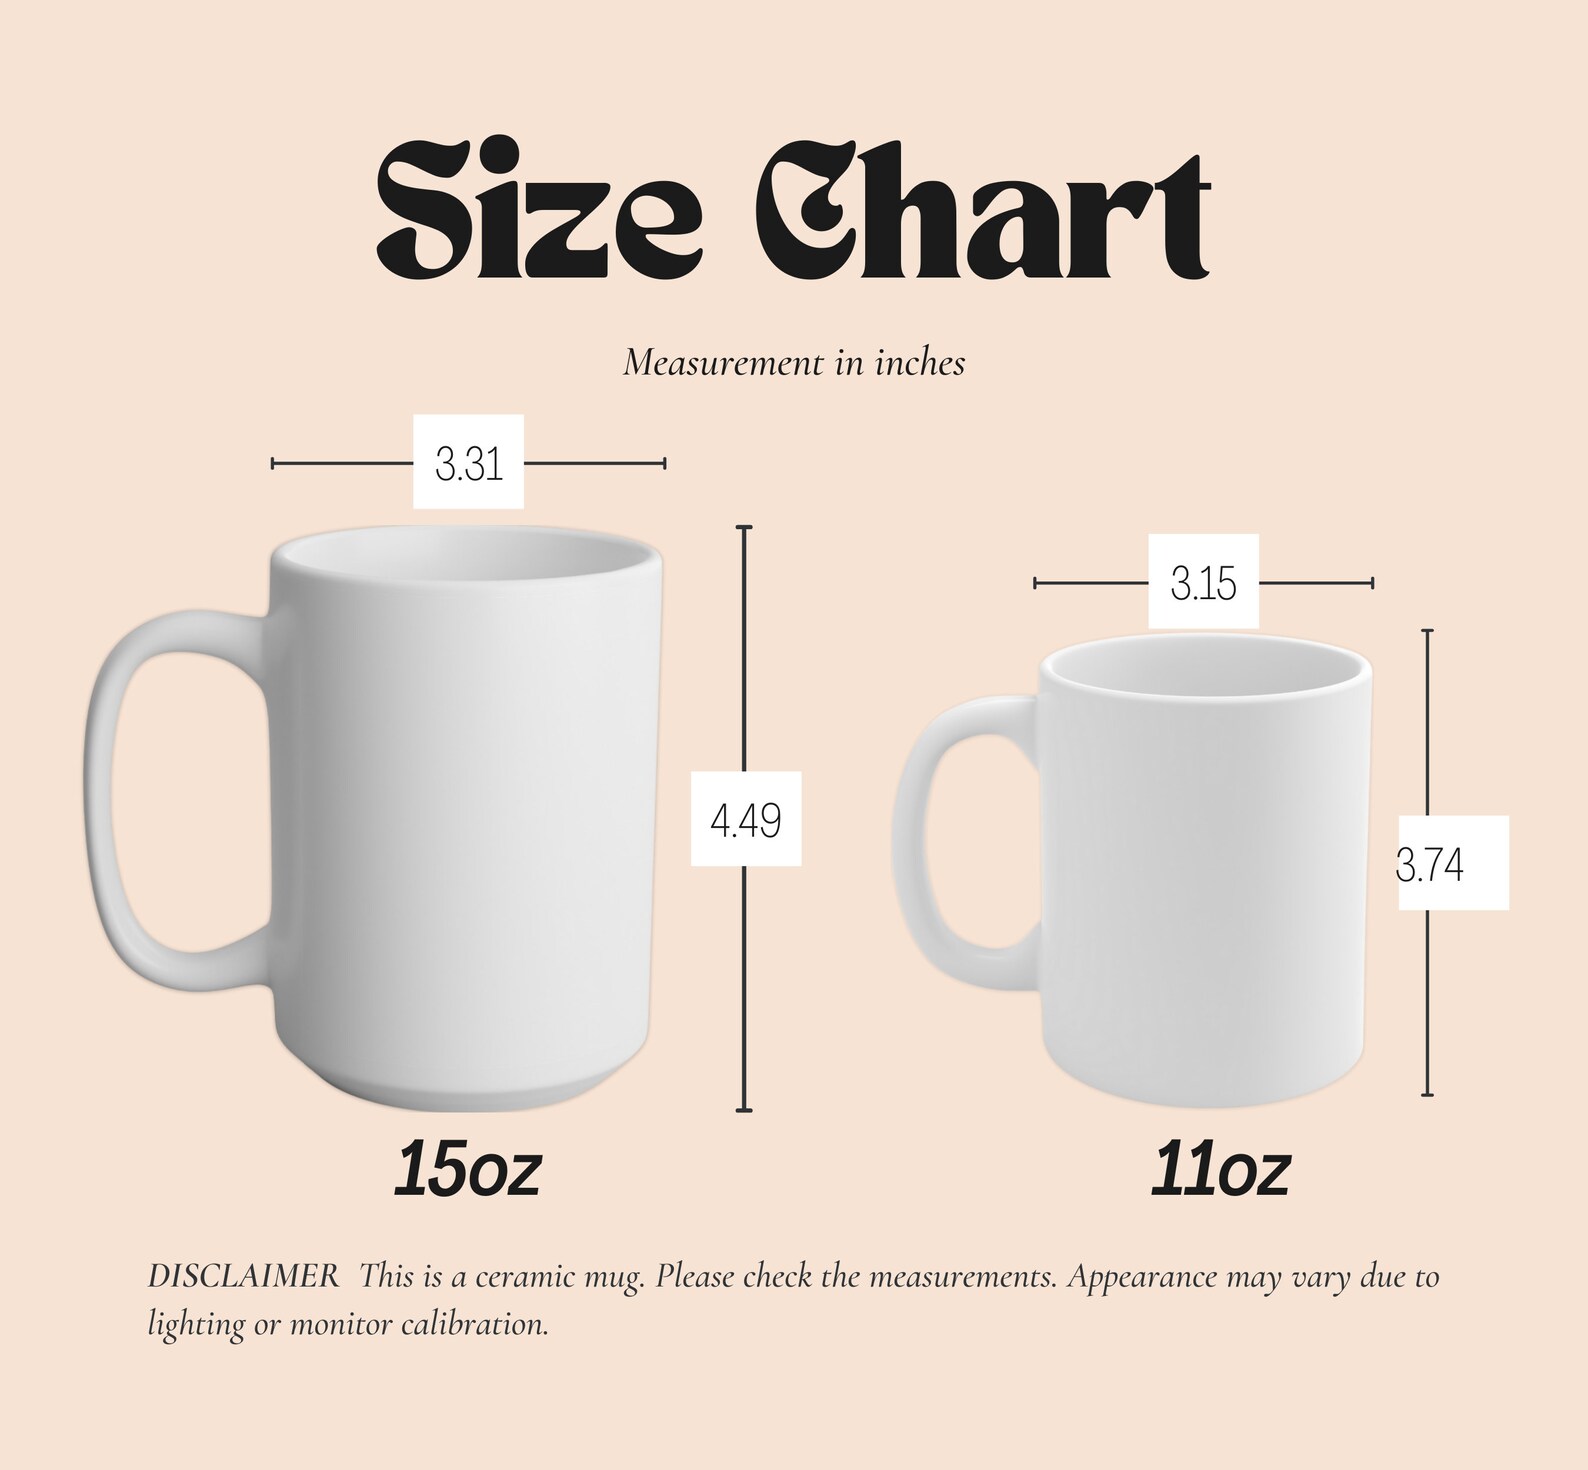 Size Chart
Measurement in inches
3.31
3.15
4.49
3.74
15oz
11oz
DISCLAIMER  This is a ceramic mug. Please check the measurements. Appearance may vary due to
lighting or monitor calibration.